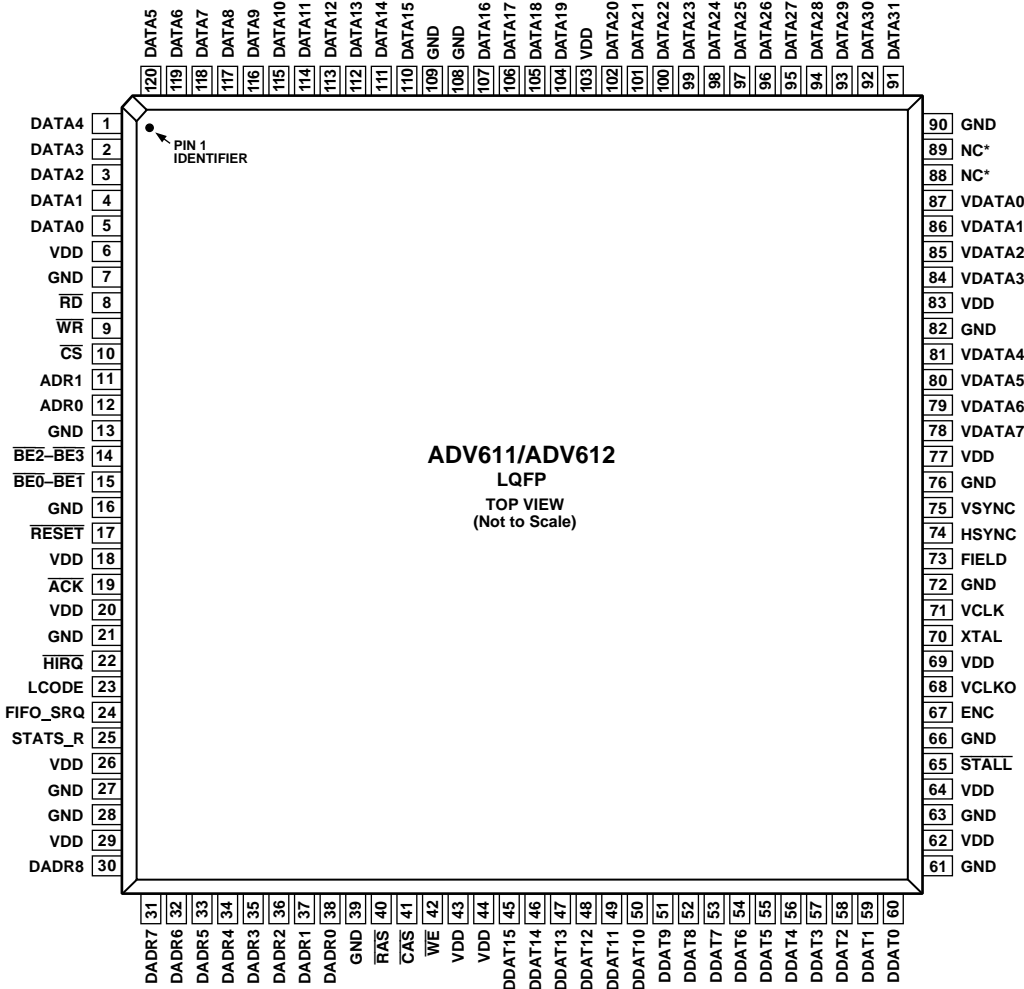 DATA5 DATA6 DATA7 DATA8 DATA9 DATA10 DATA11 DATA12 DATA13 DATA14 DATA15 GND GND DATA16 DATA17 DATA18 DATA19 VDD DATA20 DATA21 DATA22 DATA23 DATA24 DATA25 DATA26 DATA27 DATA28 DATA29 DATA30 DATA31
120 119 118 117 116 115 114 113 112 111 110 109 108 107 106 105 104 103 102 101 100 99 98 97 96 95 94 93 92 91
DATA4 1
DATA3 2
DATA2 3
DATA1 4
DATA0 5
VDD 6
GND 7
RD 8
WR 9
CS 10
ADR1 11
ADR0 12
GND 13
BE2–BE3 14
BE0–BE1 15
GND 16
RESET 17
VDD 18
ACK 19
VDD 20
GND 21
HIRQ 22
LCODE 23
FIFO_SRQ 24
STATS_R 25
VDD 26
GND 27
GND 28
VDD 29
DADR8 30
PIN 1
IDENTIFIER
ADV611/ADV612
LQFP
TOP VIEW
(Not to Scale)
90 GND
89 NC*
88 NC*
87 VDATA0
86 VDATA1
85 VDATA2
84 VDATA3
83 VDD
82 GND
81 VDATA4
80 VDATA5
79 VDATA6
78 VDATA7
77 VDD
76 GND
75 VSYNC
74 HSYNC
73 FIELD
72 GND
71 VCLK
70 XTAL
69 VDD
68 VCLKO
67 ENC
66 GND
65 STALL
64 VDD
63 GND
62 VDD
61 GND
31 32 33 34 35 36 37 38 39 40 41 42 43 44 45 46 47 48 49 50 51 52 53 54 55 56 57 58 59 60
DADR7 DADR6 DADR5 DADR4 DADR3 DADR2 DADR1 DADR0 GND RAS CAS WE VDD VDD DDAT15 DDAT14 DDAT13 DDAT12 DDAT11 DDAT10 DDAT9 DDAT8 DDAT7 DDAT6 DDAT5 DDAT4 DDAT3 DDAT2 DDAT1 DDAT0